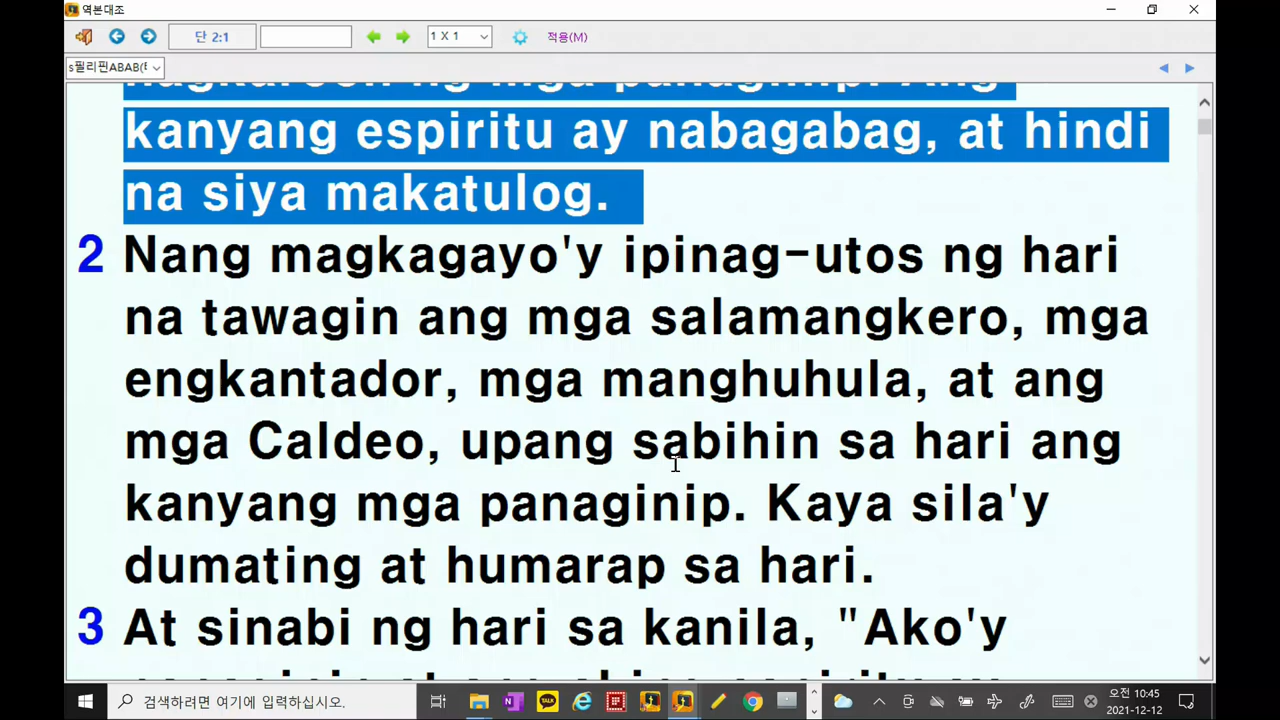 역본대조
단 2:1
1 X 1
적용(M)
s필리핀ABAB(
kanyang espiritu ay nabagabag, at hindi
na siya makatulog.
2 Nang magkagayo'y ipinag-utos ng hari
na tawagin ang mga salamangkero, mga
engkantador, mga manghuhula, at ang
mga Caldeo, upang sabihin sa hari ang
kanyang mga panaginip. Kaya sila'y
dumating at humarap sa hari.
3 At sinabi ng hari sa kanila, "Ako'y
검색하려면 여기에 입력하십시오.
오전 10:45
2021-12-12